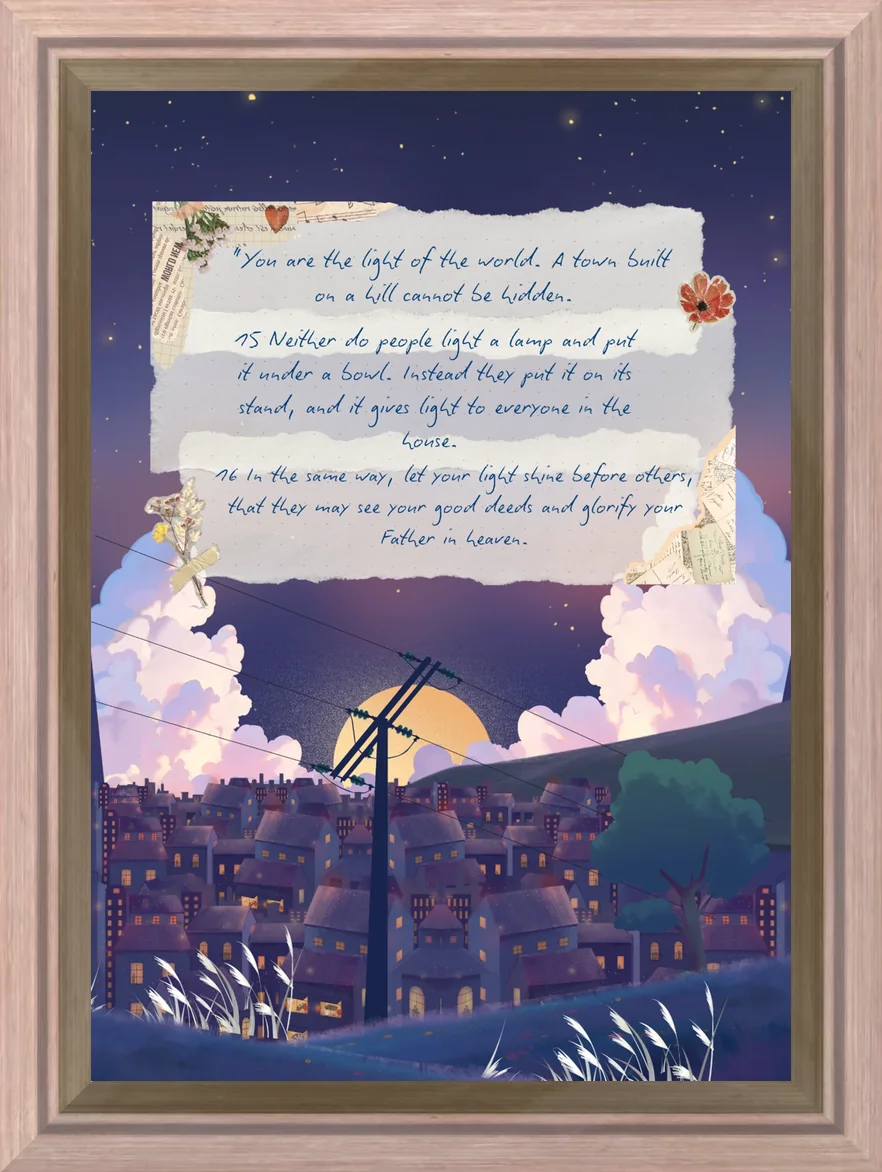 "You are the light of the world. A town built
on a hill cannot be hidden.
15 Neither do people light a lamp and put
it under a bowl. Instead they put it on its
stand, and it gives light to everyone in the
house.
16 In the same way, let your light shine before others,
that they may see your good deeds and glorify your
Father in heaven.